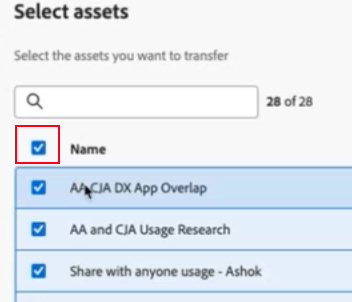 Select assets
Select the assets you want to transfer
28 of 28
Name
AA CJA DX App Overlap
AA and CJA Usage Research
Share with anyone usage - Ashok